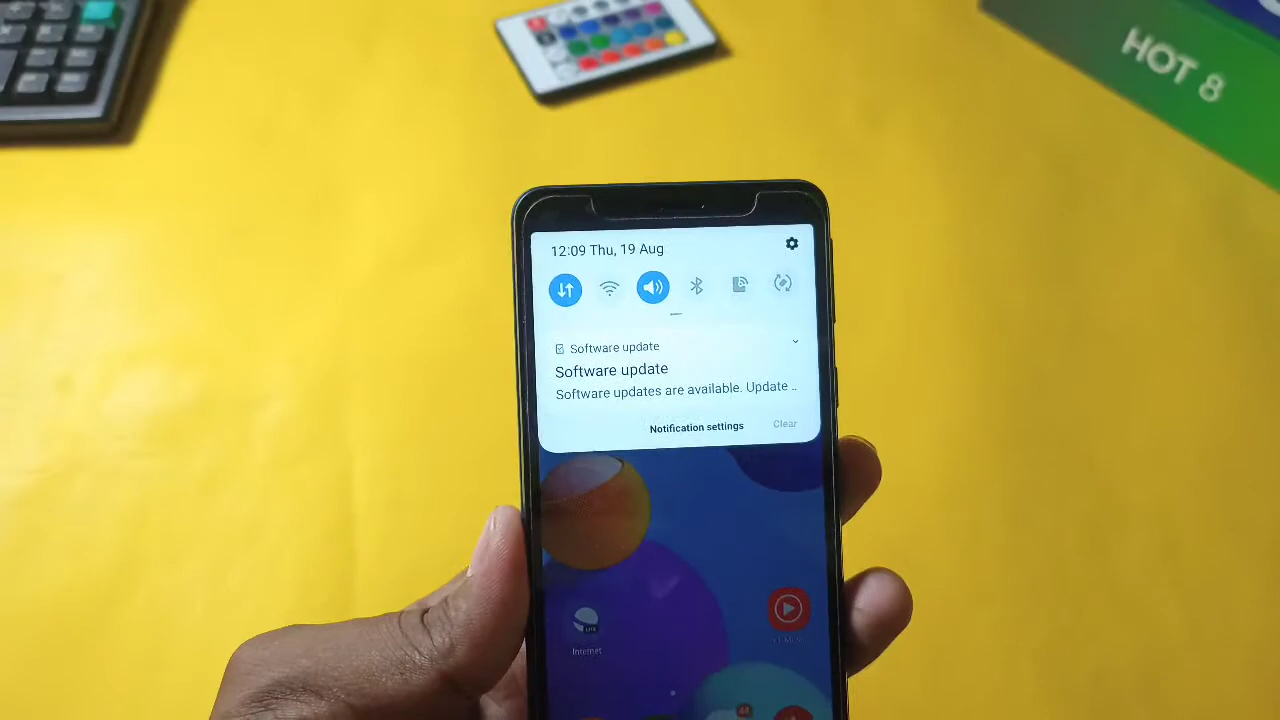 HOT 8
12:09 Thu, 19 Aug
Software update
Software update
Software updates are available. Update ..
Notification settings
Clear
LITE
Internet